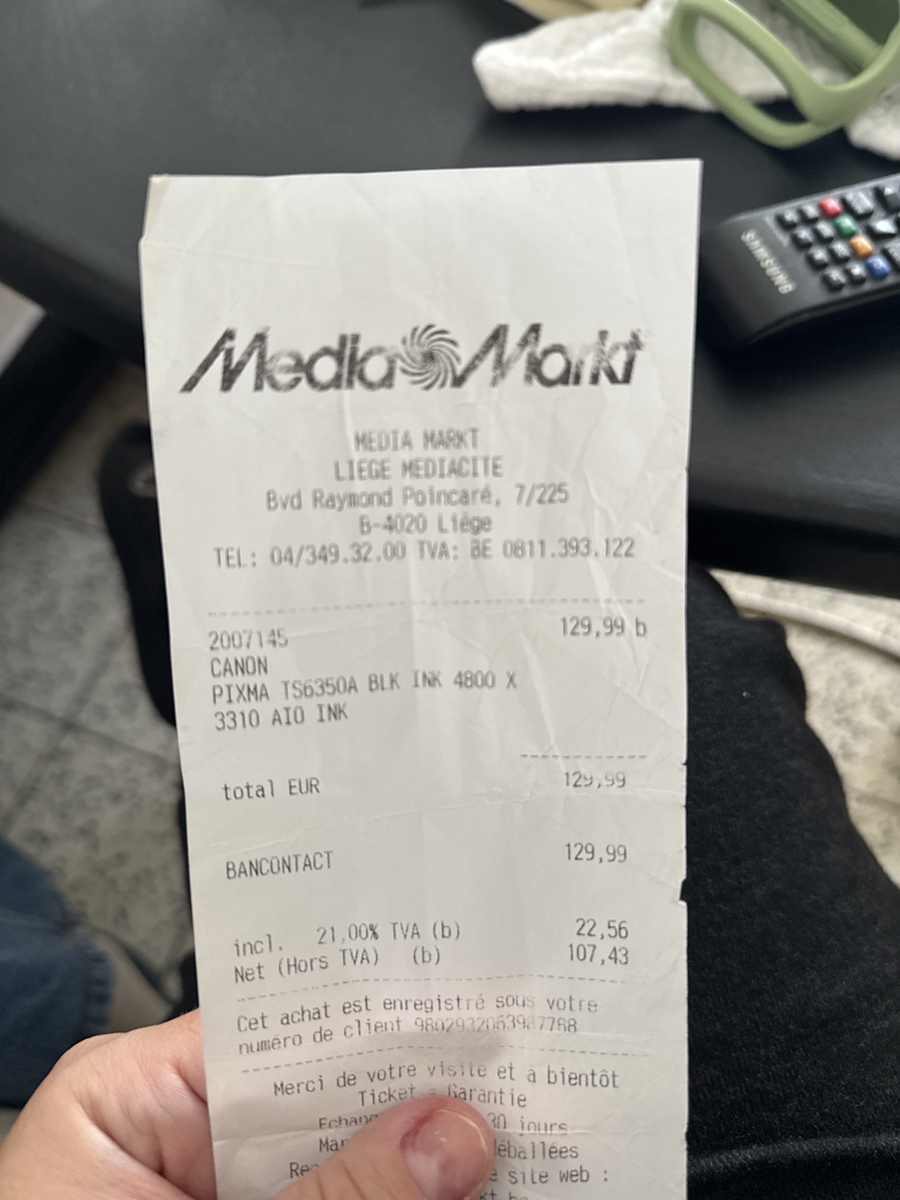 SAMSUNG
Media Markt
MEDIA MARKT
LIEGE MEDIACITE
Bvd Raymond Poincaré, 7/225
B-4020 Liège
TEL: 04/349.32.00 TVA: BE 0811.393.122
2007145 129,99 b
CANON
PIXMA TS6350A BLK INK 4800 X
3310 AIO INK
total EUR 129,99
BANCONTACT 129,99
incl. 21,00% TVA (b) 22,56
Net (Hors TVA) (b) 107,43
Cet achat est enregistré sous votre
numéro de client
Merci de votre visite et à bientôt
Ticket = Garantie
30 jours
déballées
site web :